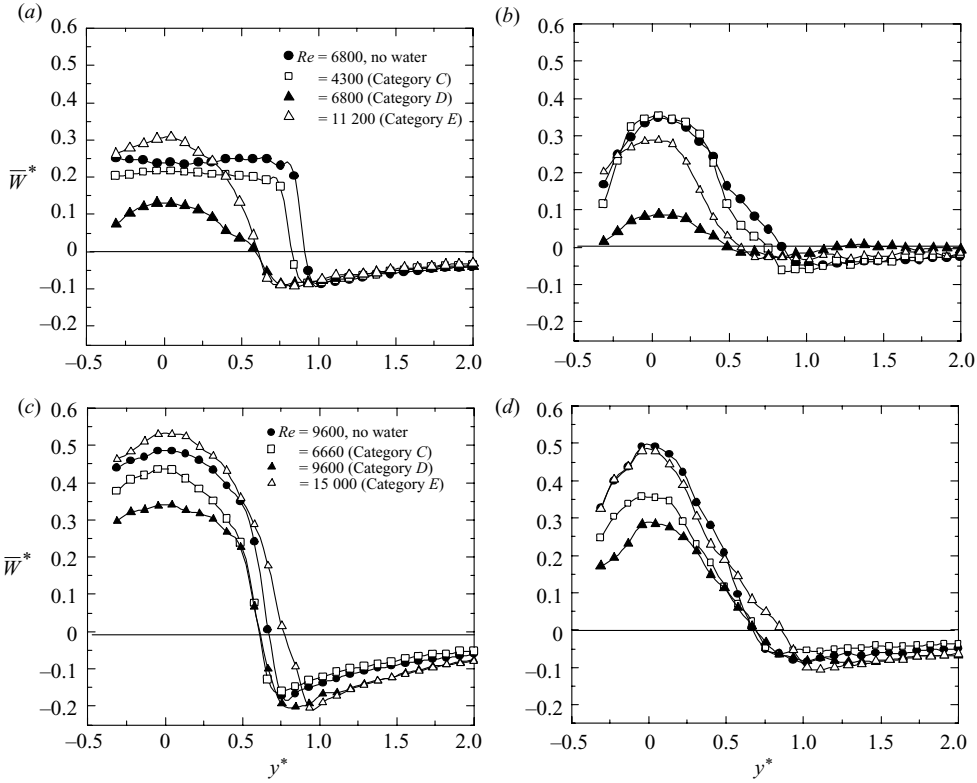 (a)
0.6
0.5
0.4
0.3
0.2
0.1
0
–0.1
–0.2
W̅*
Re = 6800, no water
= 4300 (Category C)
= 6800 (Category D)
= 11 200 (Category E)
–0.5 0 0.5 1.0 1.5 2.0
(b)
0.6
0.5
0.4
0.3
0.2
0.1
0
–0.1
–0.2
–0.5 0 0.5 1.0 1.5 2.0
(c)
0.6
0.5
0.4
0.3
0.2
0.1
0
–0.1
–0.2
W̅*
Re = 9600, no water
= 6660 (Category C)
= 9600 (Category D)
= 15 000 (Category E)
–0.5 0 0.5 1.0 1.5 2.0
y*
(d)
0.6
0.5
0.4
0.3
0.2
0.1
0
–0.1
–0.2
–0.5 0 0.5 1.0 1.5 2.0
y*